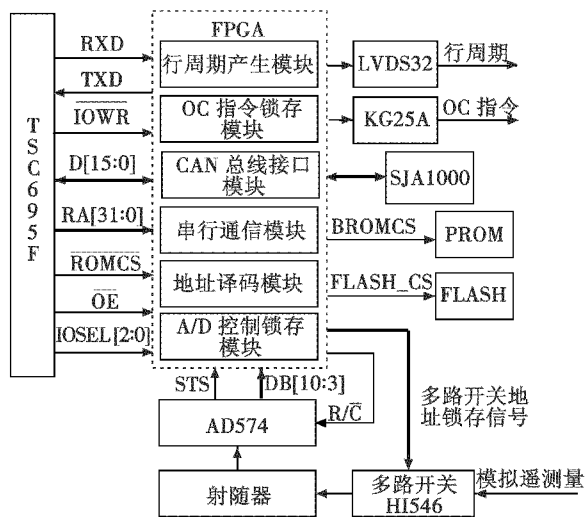 FPGA
TSC695F
RXD
TXD
IOWR
D[15:0]
RA[31:0]
ROMCS
OE
IOSEL[2:0]
行周期产生模块
OC 指令锁存
模块
CAN 总线接口
模块
串行通信模块
地址译码模块
A/D 控制锁存
模块
LVDS32
行周期
KG25A
OC 指令
SJA1000
BROMCS
PROM
FLASH_CS
FLASH
STS
DB[10:3]
R/C̅
多路开关地
址锁存信号
AD574
射随器
多路开关
HI546
模拟遥测量